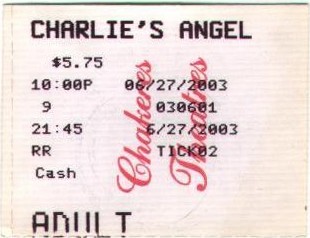 CHARLIE'S ANGEL
$5.75
10:00P 06/27/2003
9 030601
21:45 6/27/2003
RR TICK02
Cash
ADULT
Chakeres
Theatres